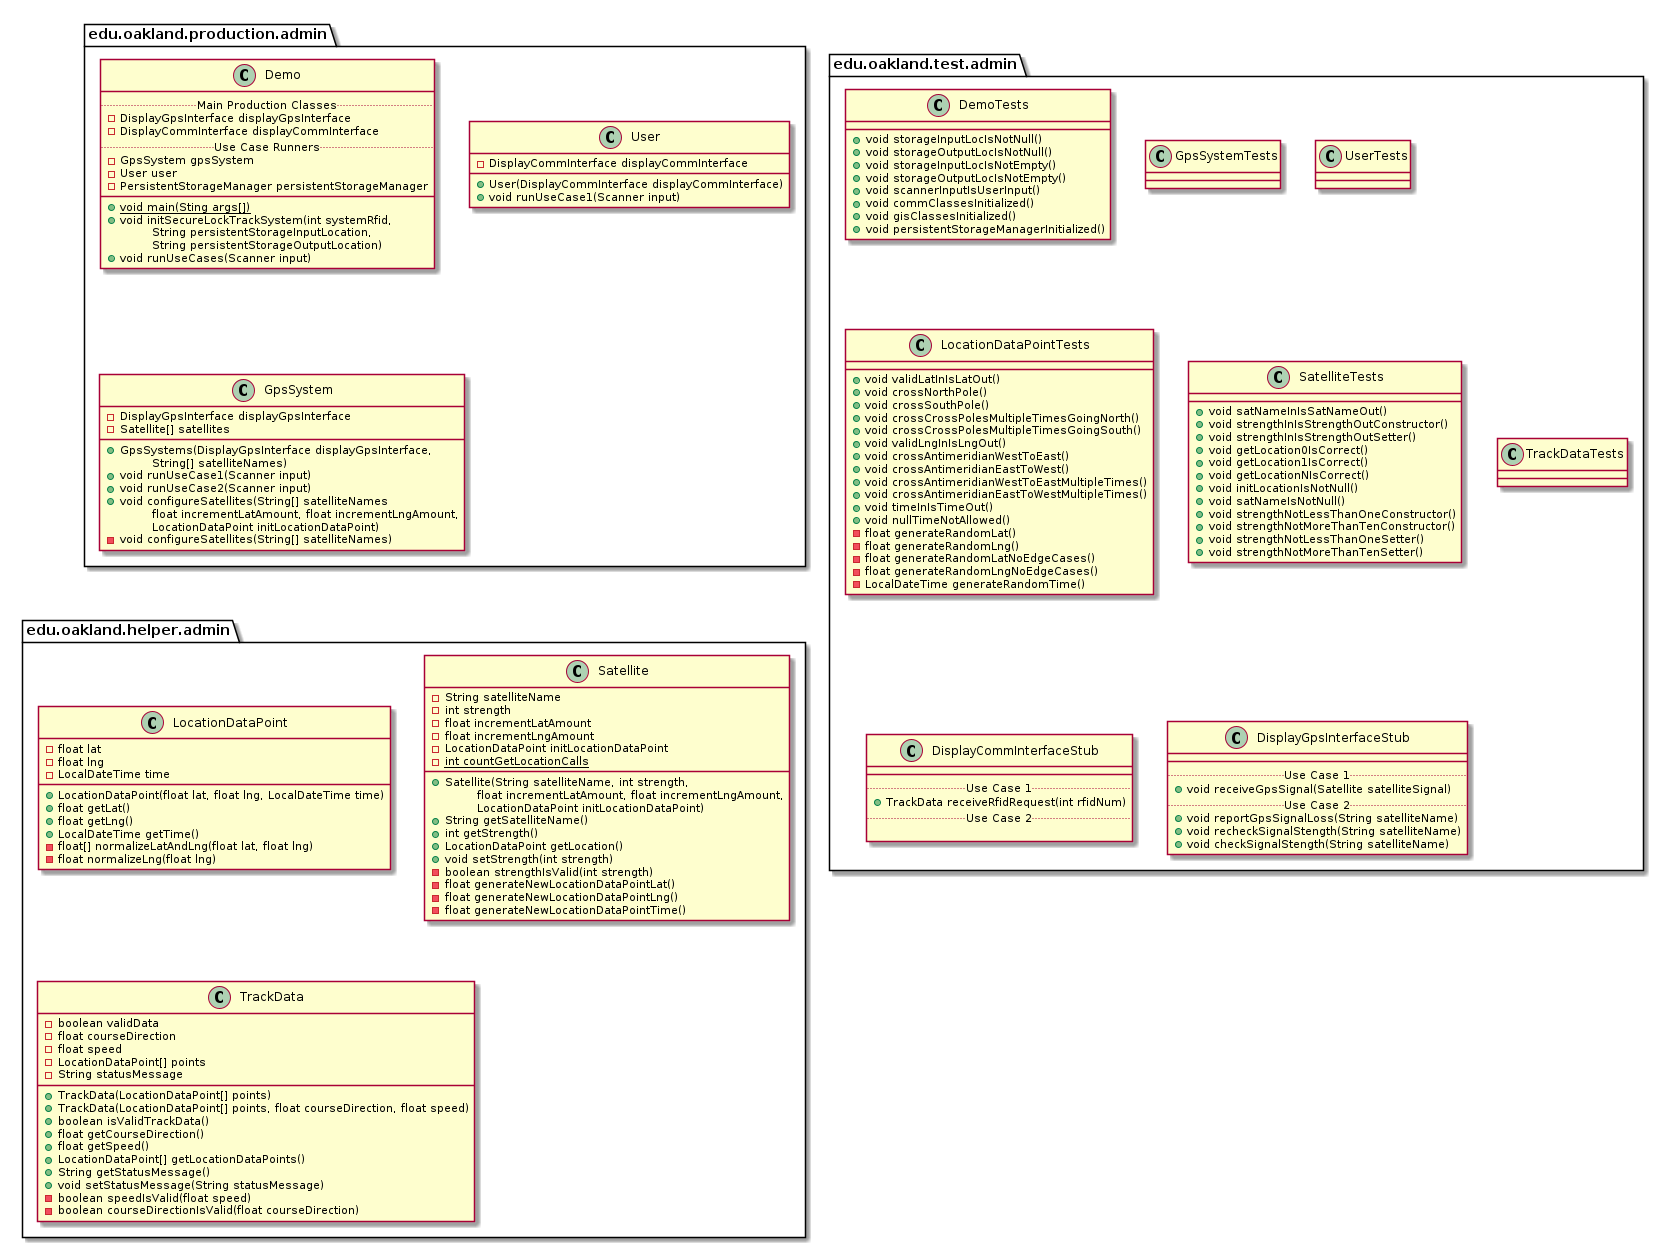 edu.oakland.production.admin
C Demo
Main Production Classes
DisplayGpsInterface displayGpsInterface
DisplayCommInterface displayCommInterface
Use Case Runners
GpsSystem gpsSystem
User user
PersistentStorageManager persistentStorageManager
void main(Sting args[])
void initSecureLockTrackSystem(int systemRfid,
String persistentStorageInputLocation,
String persistentStorageOutputLocation)
void runUseCases(Scanner input)
C User
DisplayCommInterface displayCommInterface
User(DisplayCommInterface displayCommInterface)
void runUseCase1(Scanner input)
C GpsSystem
DisplayGpsInterface displayGpsInterface
Satellite[] satellites
GpsSystems(DisplayGpsInterface displayGpsInterface,
String[] satelliteNames)
void runUseCase1(Scanner input)
void runUseCase2(Scanner input)
void configureSatellites(String[] satelliteNames
float incrementLatAmount, float incrementLngAmount,
LocationDataPoint initLocationDataPoint)
void configureSatellites(String[] satelliteNames)
edu.oakland.test.admin
C DemoTests
void storageInputLocIsNotNull()
void storageOutputLocIsNotNull()
void storageInputLocIsNotEmpty()
void storageOutputLocIsNotEmpty()
void scannerInputIsUserInput()
void commClassesInitialized()
void gisClassesInitialized()
void persistentStorageManagerInitialized()
C GpsSystemTests
C UserTests
C LocationDataPointTests
void validLatInIsLatOut()
void crossNorthPole()
void crossSouthPole()
void crossCrossPolesMultipleTimesGoingNorth()
void crossCrossPolesMultipleTimesGoingSouth()
void validLngInIsLngOut()
void crossAntimeridianWestToEast()
void crossAntimeridianEastToWest()
void crossAntimeridianWestToEastMultipleTimes()
void crossAntimeridianEastToWestMultipleTimes()
void timeInIsTimeOut()
void nullTimeNotAllowed()
float generateRandomLat()
float generateRandomLng()
float generateRandomLatNoEdgeCases()
float generateRandomLngNoEdgeCases()
LocalDateTime generateRandomTime()
C SatelliteTests
void satNameInIsSatNameOut()
void strengthInIsStrengthOutConstructor()
void strengthInIsStrengthOutSetter()
void getLocation0IsCorrect()
void getLocation1IsCorrect()
void getLocationNIsCorrect()
void initLocationIsNotNull()
void satNameIsNotNull()
void strengthNotLessThanOneConstructor()
void strengthNotMoreThanTenConstructor()
void strengthNotLessThanOneSetter()
void strengthNotMoreThanTenSetter()
C TrackDataTests
C DisplayCommInterfaceStub
Use Case 1
TrackData receiveRfidRequest(int rfidNum)
Use Case 2
C DisplayGpsInterfaceStub
Use Case 1
void receiveGpsSignal(Satellite satelliteSignal)
Use Case 2
void reportGpsSignalLoss(String satelliteName)
void recheckSignalStength(String satelliteName)
void checkSignalStength(String satelliteName)
edu.oakland.helper.admin
C LocationDataPoint
float lat
float lng
LocalDateTime time
LocationDataPoint(float lat, float lng, LocalDateTime time)
float getLat()
float getLng()
LocalDateTime getTime()
float[] normalizeLatAndLng(float lat, float lng)
float normalizeLng(float lng)
C Satellite
String satelliteName
int strength
float incrementLatAmount
float incrementLngAmount
LocationDataPoint initLocationDataPoint
int countGetLocationCalls
Satellite(String satelliteName, int strength,
float incrementLatAmount, float incrementLngAmount,
LocationDataPoint initLocationDataPoint)
String getSatelliteName()
int getStrength()
LocationDataPoint getLocation()
void setStrength(int strength)
boolean strengthIsValid(int strength)
float generateNewLocationDataPointLat()
float generateNewLocationDataPointLng()
float generateNewLocationDataPointTime()
C TrackData
boolean validData
float courseDirection
float speed
LocationDataPoint[] points
String statusMessage
TrackData(LocationDataPoint[] points)
TrackData(LocationDataPoint[] points, float courseDirection, float speed)
boolean isValidTrackData()
float getCourseDirection()
float getSpeed()
LocationDataPoint[] getLocationDataPoints()
String getStatusMessage()
void setStatusMessage(String statusMessage)
boolean speedIsValid(float speed)
boolean courseDirectionIsValid(float courseDirection)